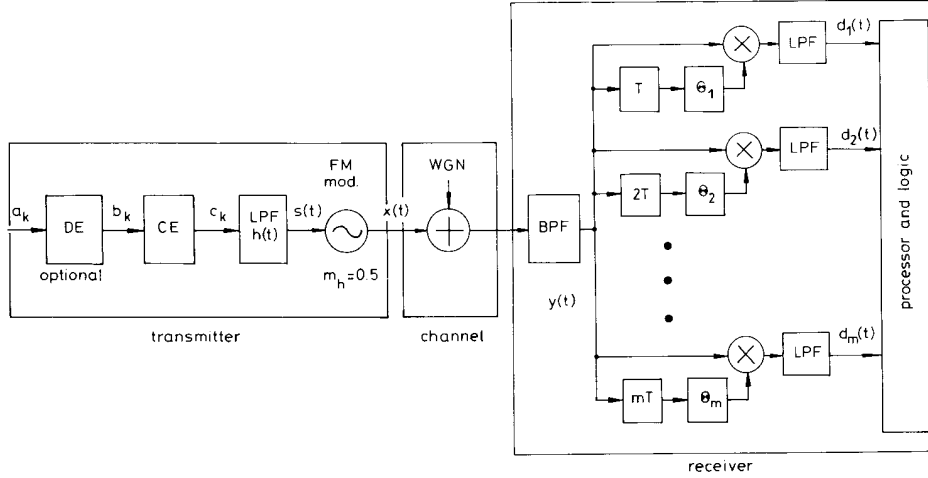 a_k
DE
optional
b_k
CE
c_k
LPF
h(t)
s(t)
FM
mod.
m_h=0.5
x(t)
transmitter
WGN
channel
BPF
y(t)
T
Θ_1
LPF
d_1(t)
2T
Θ_2
LPF
d_2(t)
mT
Θ_m
LPF
d_m(t)
processor and logic
receiver